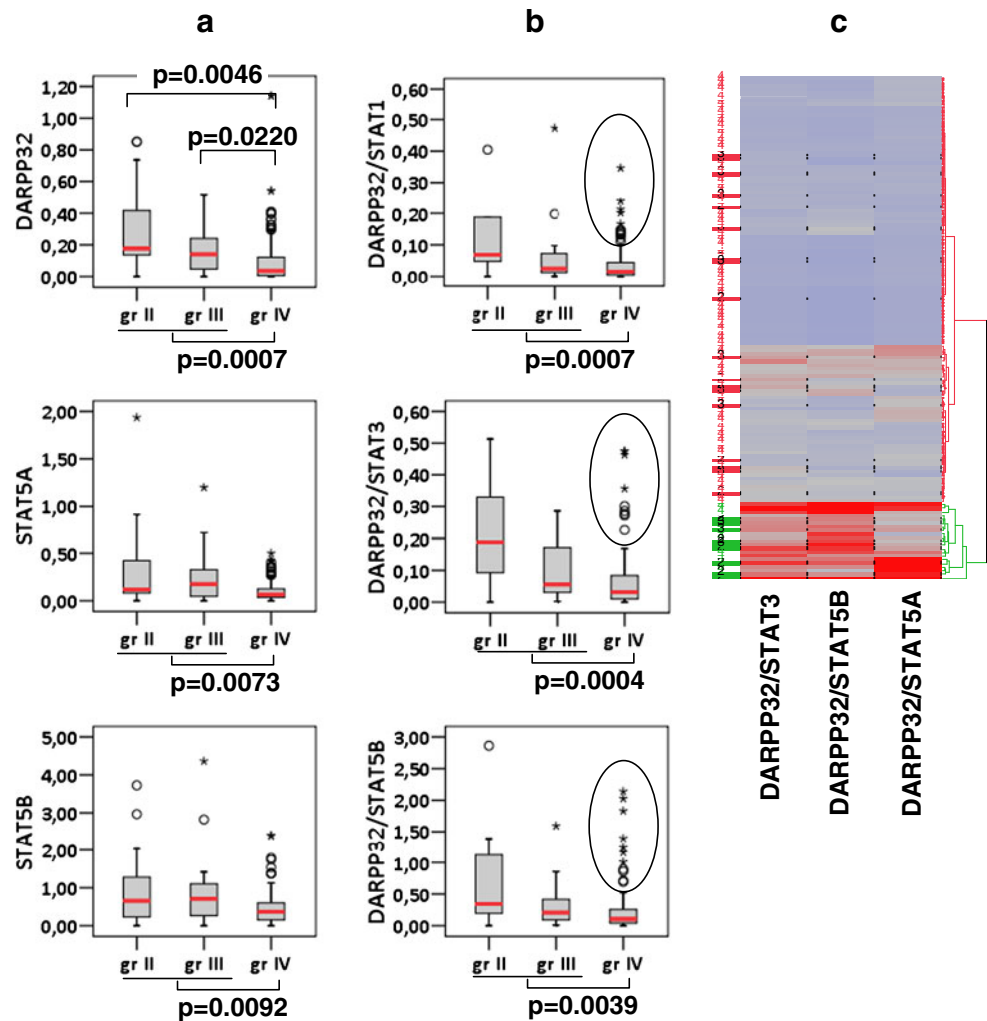 a
p=0.0046
p=0.0220
DARPP32
1,20
1,00
0,80
0,60
0,40
0,20
0,00
gr II gr III gr IV
p=0.0007
STAT5A
2,00
1,50
1,00
0,50
0,00
gr II gr III gr IV
p=0.0073
STAT5B
5,00
4,00
3,00
2,00
1,00
0,00
gr II gr III gr IV
p=0.0092
b
DARPP32/STAT1
0,60
0,50
0,40
0,30
0,20
0,10
0,00
gr II gr III gr IV
p=0.0007
DARPP32/STAT3
0,60
0,50
0,40
0,30
0,20
0,10
0,00
gr II gr III gr IV
p=0.0004
DARPP32/STAT5B
3,00
2,50
2,00
1,50
1,00
0,50
0,00
gr II gr III gr IV
p=0.0039
c
DARPP32/STAT3
DARPP32/STAT5B
DARPP32/STAT5A